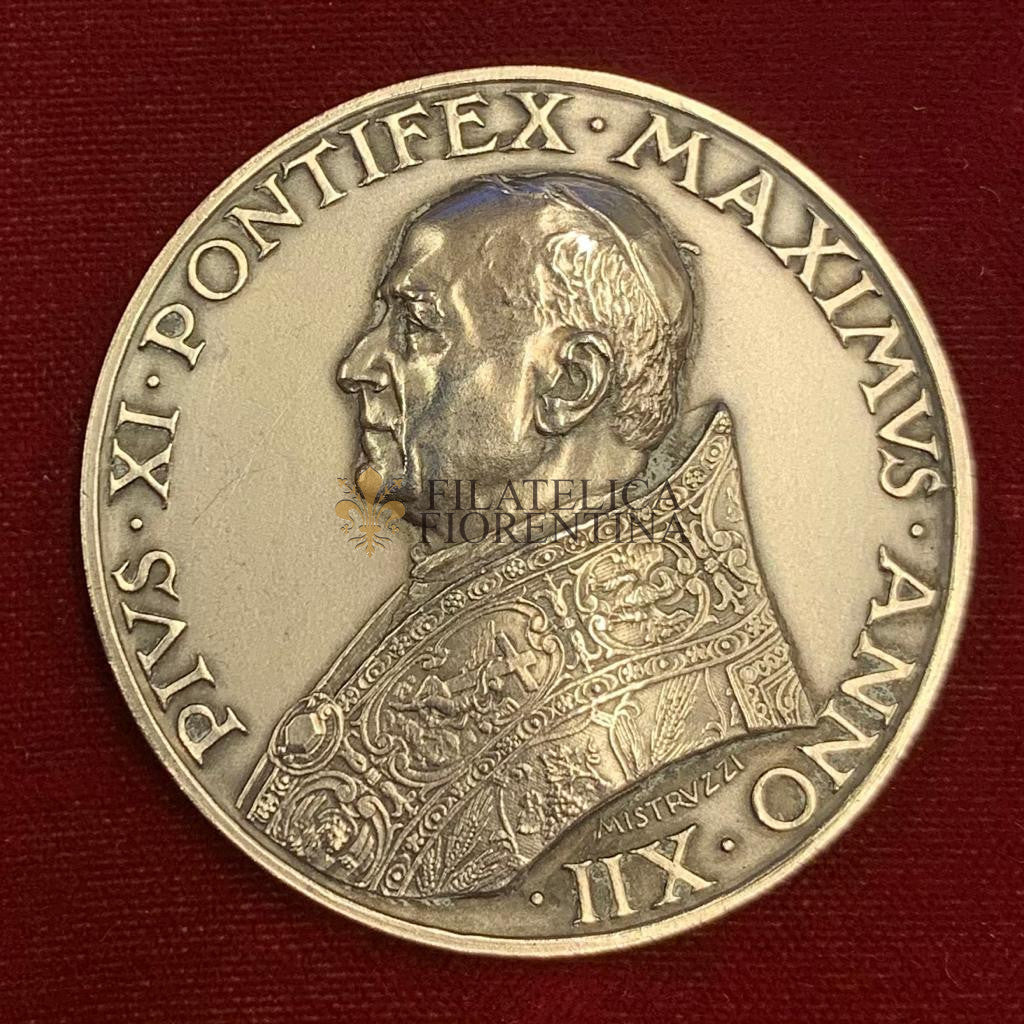 PIVS · XI · PONTIFEX · MAXIMVS · ANNO · XII ·
MISTRVZZI
FILATELICA
FIORENTINA